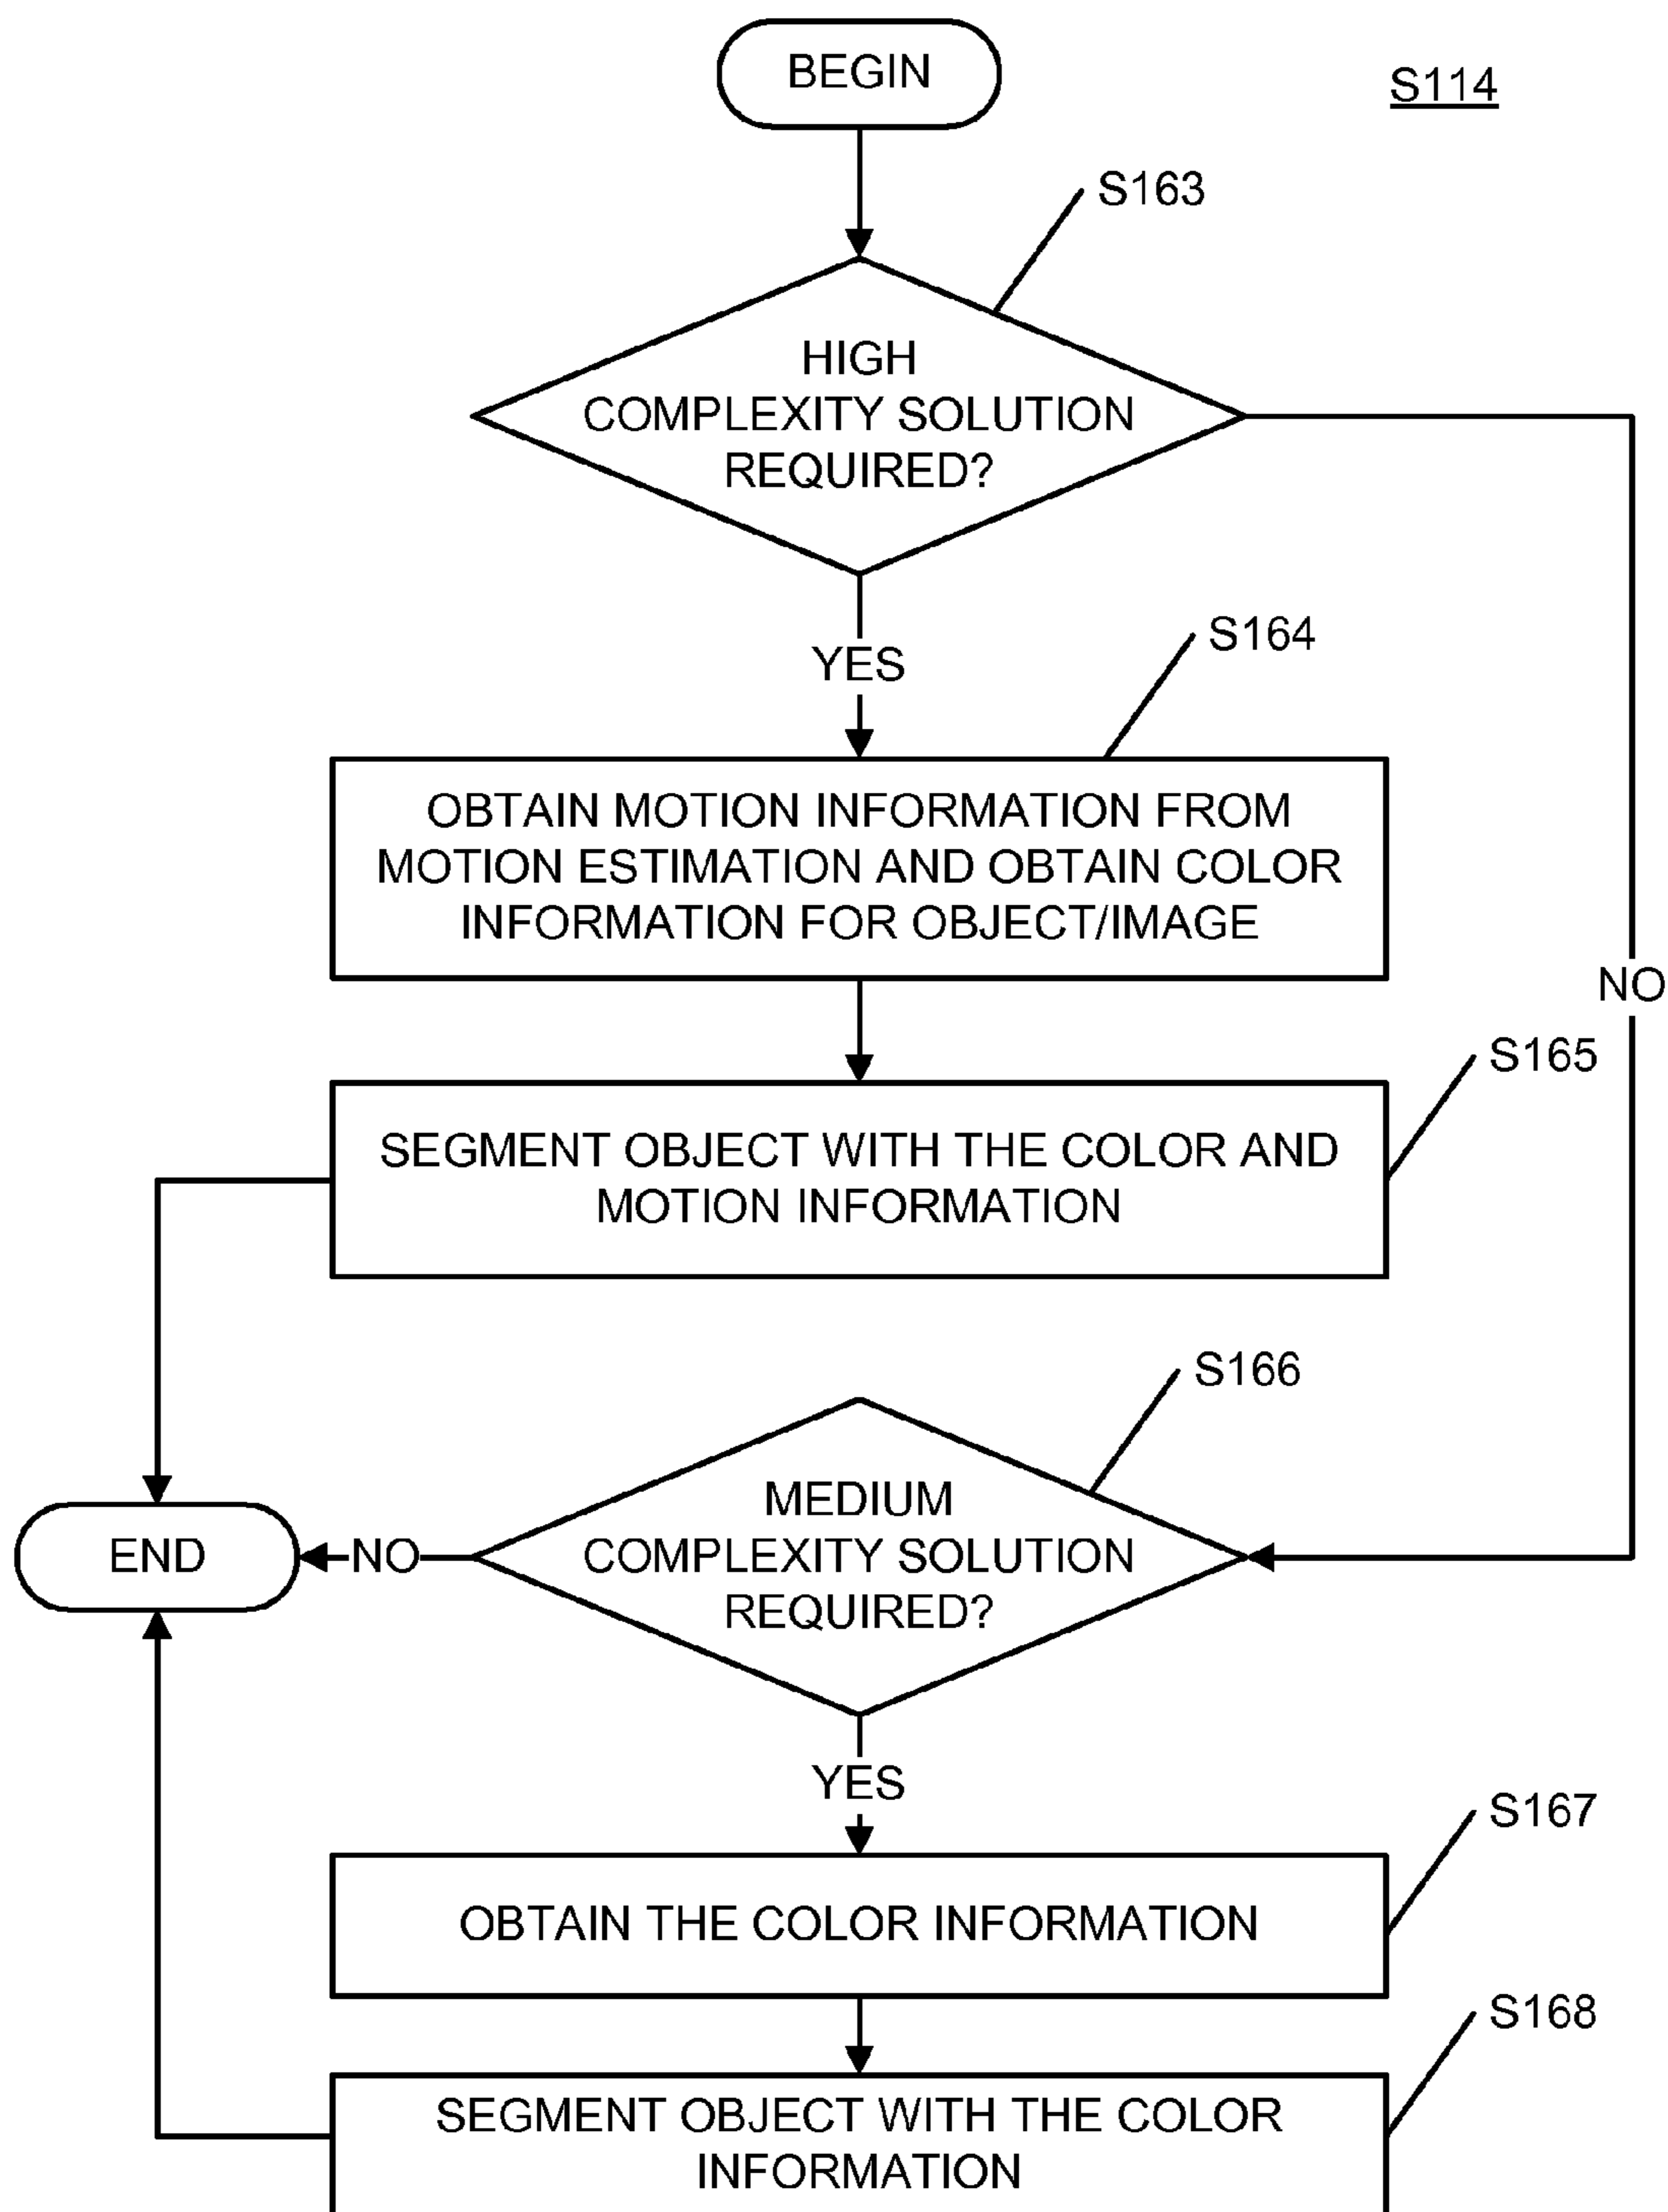 BEGIN
S114
S163
HIGH
COMPLEXITY SOLUTION
REQUIRED?
YES
S164
OBTAIN MOTION INFORMATION FROM
MOTION ESTIMATION AND OBTAIN COLOR
INFORMATION FOR OBJECT/IMAGE
NO
S165
SEGMENT OBJECT WITH THE COLOR AND
MOTION INFORMATION
S166
MEDIUM
COMPLEXITY SOLUTION
REQUIRED?
NO
END
YES
S167
OBTAIN THE COLOR INFORMATION
S168
SEGMENT OBJECT WITH THE COLOR
INFORMATION